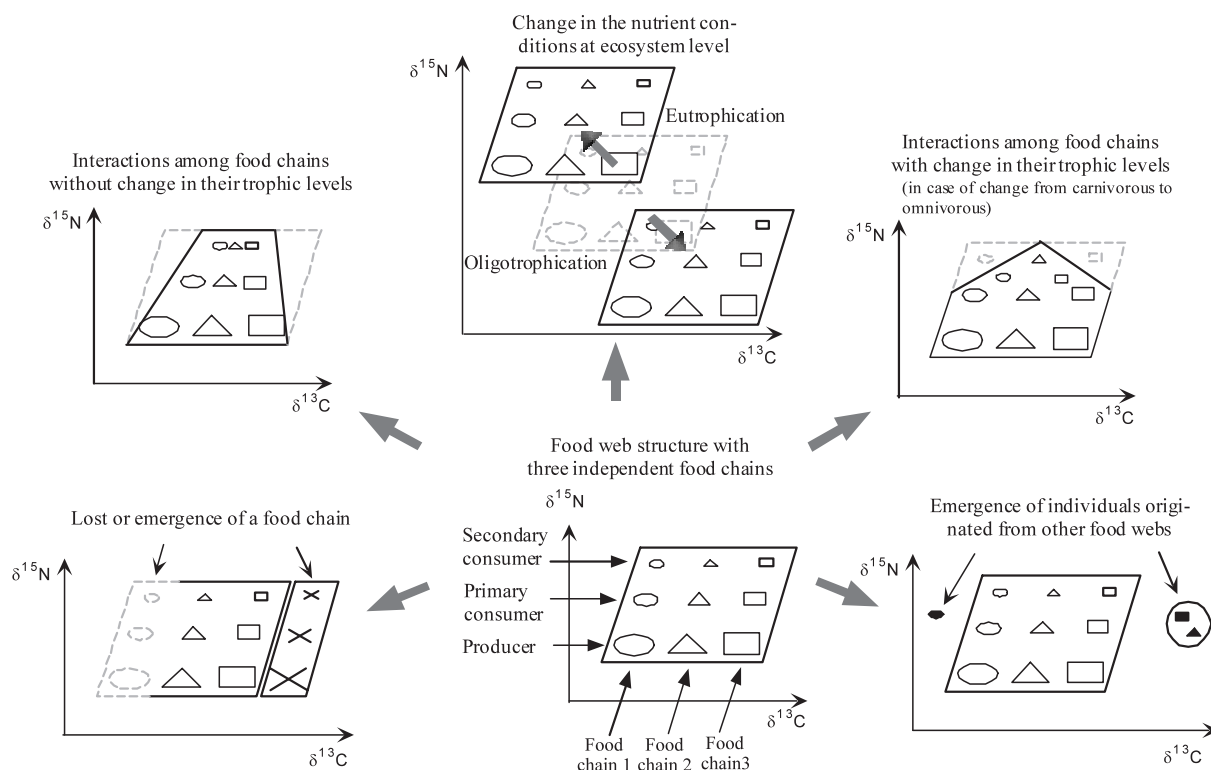 Change in the nutrient con-
ditions at ecosystem level
δ15N
Eutrophication
Oligotrophication
δ13C
Interactions among food chains
without change in their trophic levels
δ15N
δ13C
Interactions among food chains
with change in their trophic levels
(in case of change from carnivorous to
omnivorous)
δ15N
δ13C
Lost or emergence of a food chain
δ15N
δ13C
Food web structure with
three independent food chains
δ15N
Secondary
consumer
Primary
consumer
Producer
δ13C
Food
chain 1
Food
chain 2
Food
chain3
Emergence of individuals origi-
nated from other food webs
δ15N
δ13C